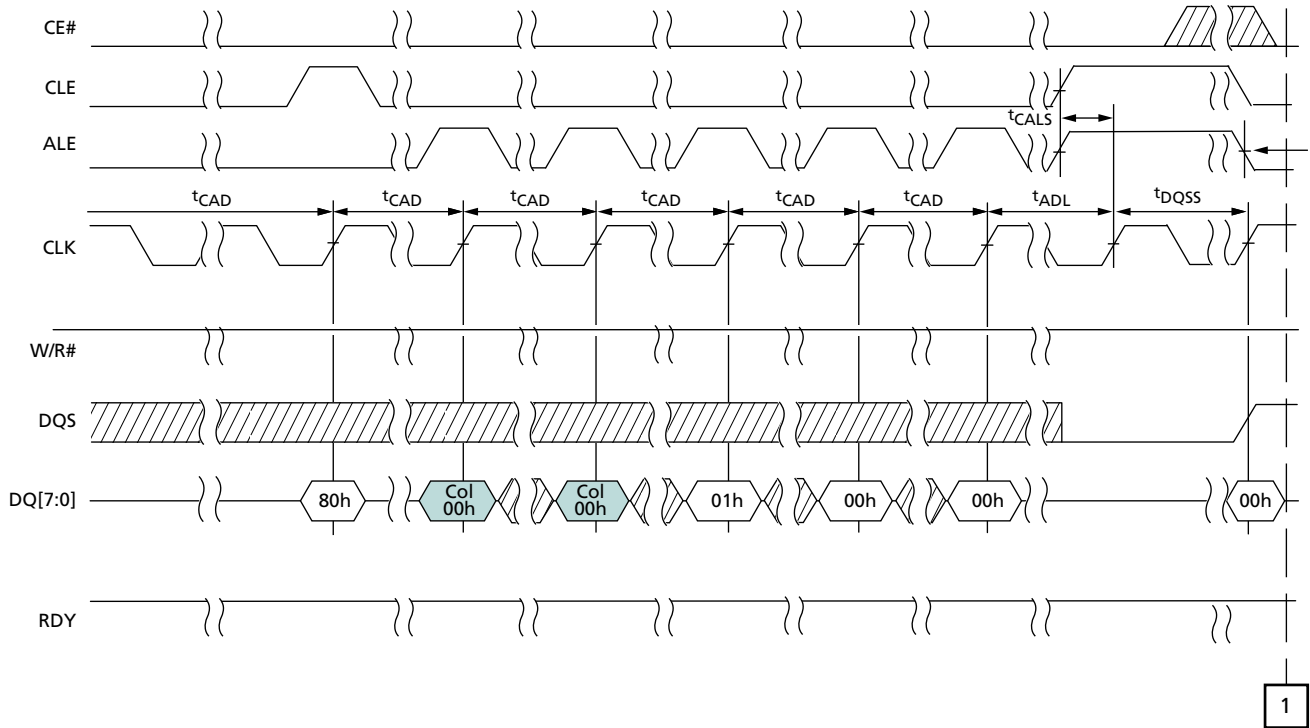 CE#
CLE
tCALS
ALE
tCAD tCAD tCAD tCAD tCAD tCAD tADL tDQSS
CLK
W/R#
DQS
DQ[7:0] 80h Col 00h Col 00h 01h 00h 00h 00h
RDY
1